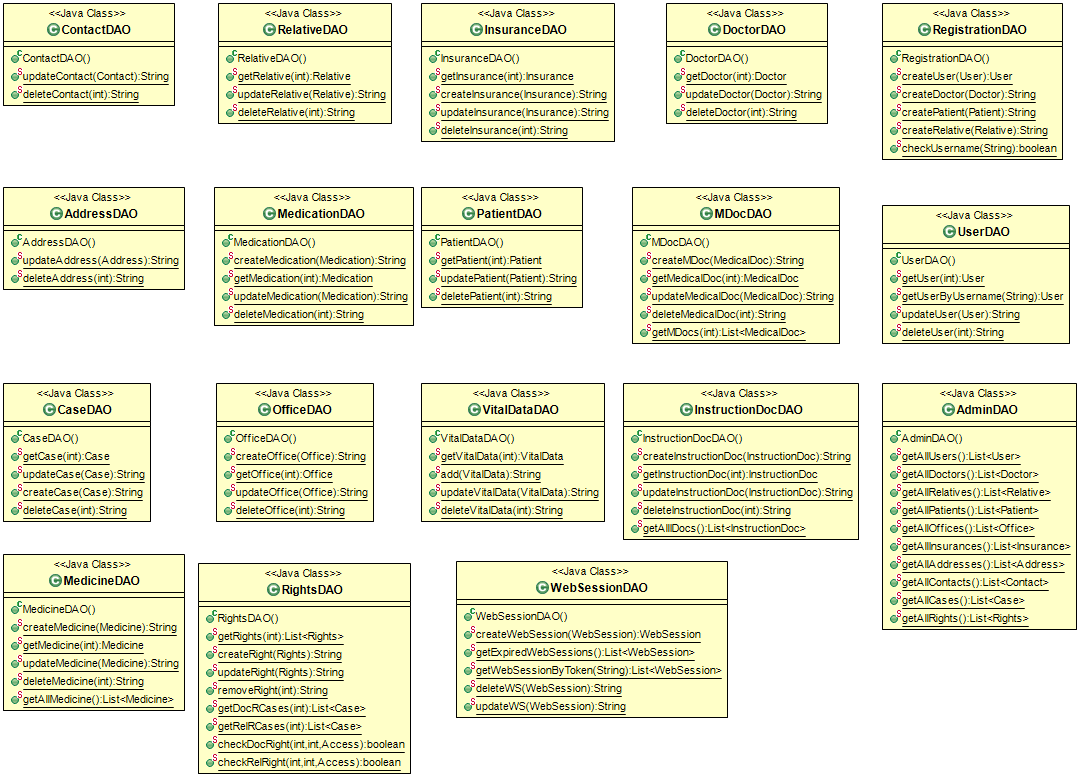 <<Java Class>>
ContactDAO
ContactDAO()
updateContact(Contact):String
deleteContact(int):String
<<Java Class>>
RelativeDAO
RelativeDAO()
getRelative(int):Relative
updateRelative(Relative):String
deleteRelative(int):String
<<Java Class>>
InsuranceDAO
InsuranceDAO()
getInsurance(int):Insurance
createInsurance(Insurance):String
updateInsurance(Insurance):String
deleteInsurance(int):String
<<Java Class>>
DoctorDAO
DoctorDAO()
getDoctor(int):Doctor
updateDoctor(Doctor):String
deleteDoctor(int):String
<<Java Class>>
RegistrationDAO
RegistrationDAO()
createUser(User):User
createDoctor(Doctor):String
createPatient(Patient):String
createRelative(Relative):String
checkUsername(String):boolean
<<Java Class>>
AddressDAO
AddressDAO()
updateAddress(Address):String
deleteAddress(int):String
<<Java Class>>
MedicationDAO
MedicationDAO()
createMedication(Medication):String
getMedication(int):Medication
updateMedication(Medication):String
deleteMedication(int):String
<<Java Class>>
PatientDAO
PatientDAO()
getPatient(int):Patient
updatePatient(Patient):String
deletePatient(int):String
<<Java Class>>
MDocDAO
MDocDAO()
createMDoc(MedicalDoc):String
getMedicalDoc(int):MedicalDoc
updateMedicalDoc(MedicalDoc):String
deleteMedicalDoc(int):String
getMDocs(int):List<MedicalDoc>
<<Java Class>>
UserDAO
UserDAO()
getUser(int):User
getUserByUsername(String):User
updateUser(User):String
deleteUser(int):String
<<Java Class>>
CaseDAO
CaseDAO()
getCase(int):Case
updateCase(Case):String
createCase(Case):String
deleteCase(int):String
<<Java Class>>
OfficeDAO
OfficeDAO()
createOffice(Office):String
getOffice(int):Office
updateOffice(Office):String
deleteOffice(int):String
<<Java Class>>
VitalDataDAO
VitalDataDAO()
getVitalData(int):VitalData
add(VitalData):String
updateVitalData(VitalData):String
deleteVitalData(int):String
<<Java Class>>
InstructionDocDAO
InstructionDocDAO()
createInstructionDoc(InstructionDoc):String
getInstructionDoc(int):InstructionDoc
updateInstructionDoc(InstructionDoc):String
deleteInstructionDoc(int):String
getAllIDocs():List<InstructionDoc>
<<Java Class>>
AdminDAO
AdminDAO()
getAllUsers():List<User>
getAllDoctors():List<Doctor>
getAllRelatives():List<Relative>
getAllPatients():List<Patient>
getAllOffices():List<Office>
getAllInsurances():List<Insurance>
getAllAddresses():List<Address>
getAllContacts():List<Contact>
getAllCases():List<Case>
getAllRights():List<Rights>
<<Java Class>>
MedicineDAO
MedicineDAO()
createMedicine(Medicine):String
getMedicine(int):Medicine
updateMedicine(Medicine):String
deleteMedicine(int):String
getAllMedicine():List<Medicine>
<<Java Class>>
RightsDAO
RightsDAO()
getRights(int):List<Rights>
createRight(Rights):String
updateRight(Rights):String
removeRight(int):String
getDocRCases(int):List<Case>
getRelRCases(int):List<Case>
checkDocRight(int,int,Access):boolean
checkRelRight(int,int,Access):boolean
<<Java Class>>
WebSessionDAO
WebSessionDAO()
createWebSession(WebSession):WebSession
getExpiredWebSessions():List<WebSession>
getWebSessionByToken(String):List<WebSession>
deleteWS(WebSession):String
updateWS(WebSession):String